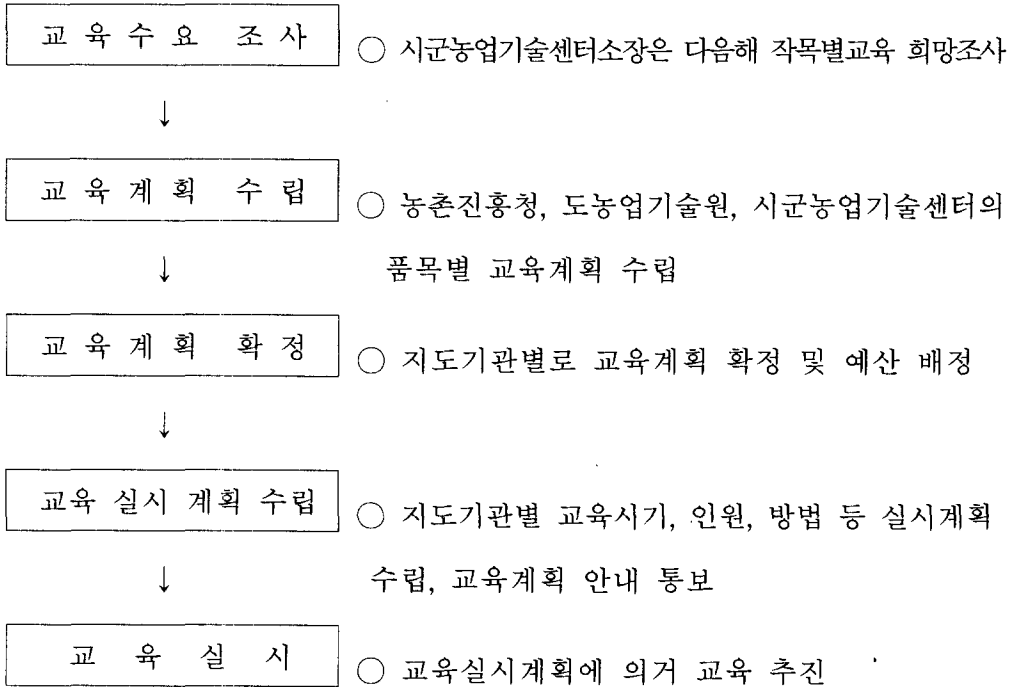 교육수요 조사
○ 시군농업기술센터소장은 다음해 작목별교육 희망조사
↓
교육계획 수립
○ 농촌진흥청, 도농업기술원, 시군농업기술센터의
품목별 교육계획 수립
↓
교육계획 확정
○ 지도기관별로 교육계획 확정 및 예산 배정
↓
교육 실시 계획 수립
○ 지도기관별 교육시기, 인원, 방법 등 실시계획
수립, 교육계획 안내 통보
↓
교육실시
○ 교육실시계획에 의거 교육 추진